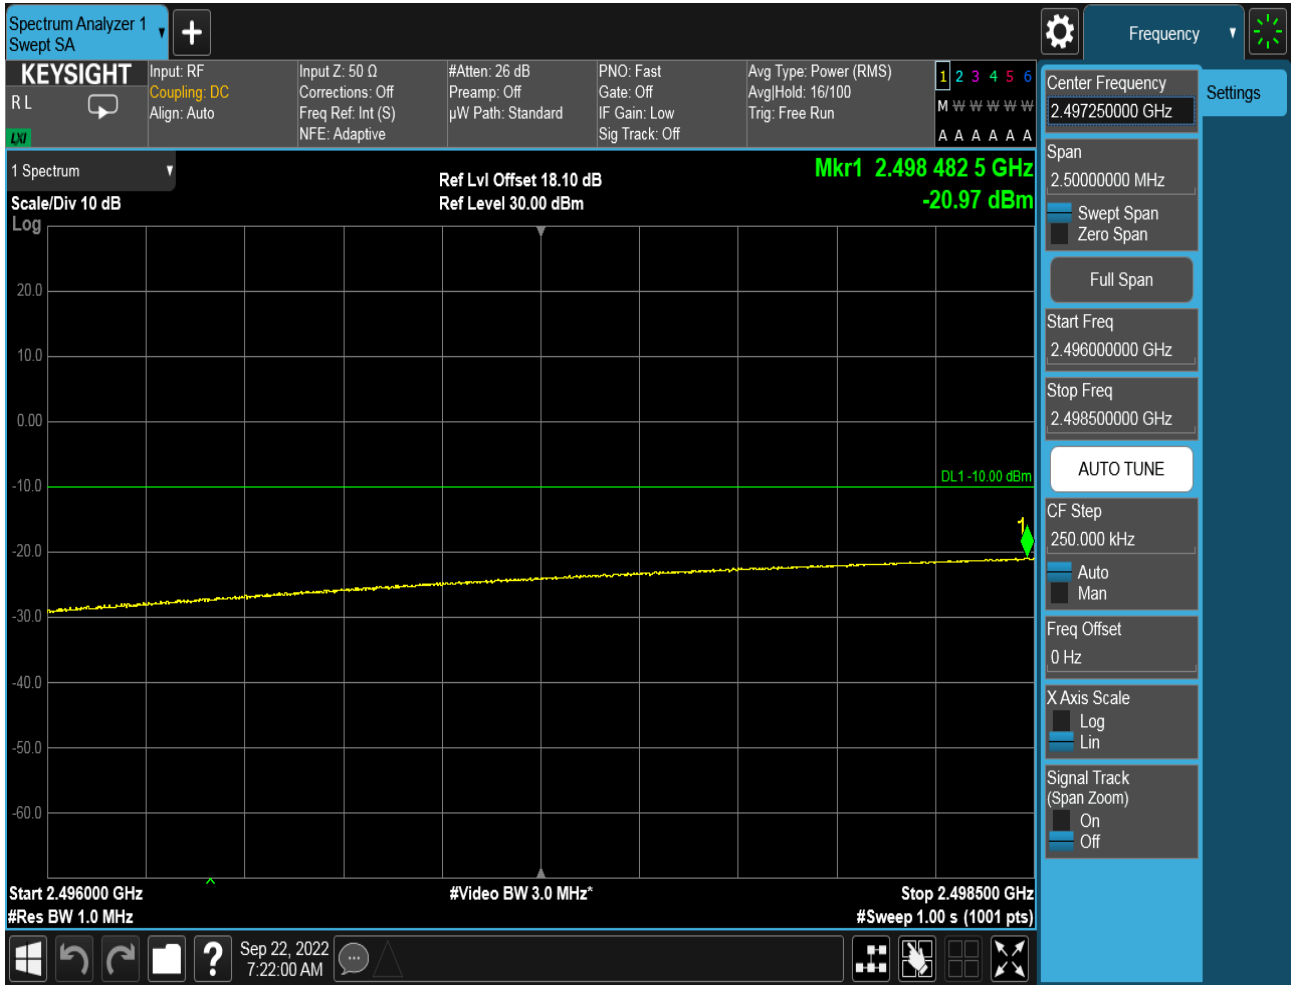 Spectrum Analyzer 1
Swept SA
Frequency
KEYSIGHT
R L
LXI
Input: RF
Coupling: DC
Align: Auto
Input Z: 50 Ω
Corrections: Off
Freq Ref: Int (S)
NFE: Adaptive
#Atten: 26 dB
Preamp: Off
µW Path: Standard
PNO: Fast
Gate: Off
IF Gain: Low
Sig Track: Off
Avg Type: Power (RMS)
Avg|Hold: 16/100
Trig: Free Run
1 2 3 4 5 6
M W W W W W
A A A A A A
1 Spectrum
Scale/Div 10 dB
Log
Ref Lvl Offset 18.10 dB
Ref Level 30.00 dBm
Mkr1 2.498 482 5 GHz
-20.97 dBm
20.0
10.0
0.00
-10.0
-20.0
-30.0
-40.0
-50.0
-60.0
DL1 -10.00 dBm
1
Start 2.496000 GHz
#Res BW 1.0 MHz
#Video BW 3.0 MHz*
Stop 2.498500 GHz
#Sweep 1.00 s (1001 pts)
Center Frequency
2.497250000 GHz
Settings
Span
2.50000000 MHz
Swept Span
Zero Span
Full Span
Start Freq
2.496000000 GHz
Stop Freq
2.498500000 GHz
AUTO TUNE
CF Step
250.000 kHz
Auto
Man
Freq Offset
0 Hz
X Axis Scale
Log
Lin
Signal Track
(Span Zoom)
On
Off
?
Sep 22, 2022
7:22:00 AM